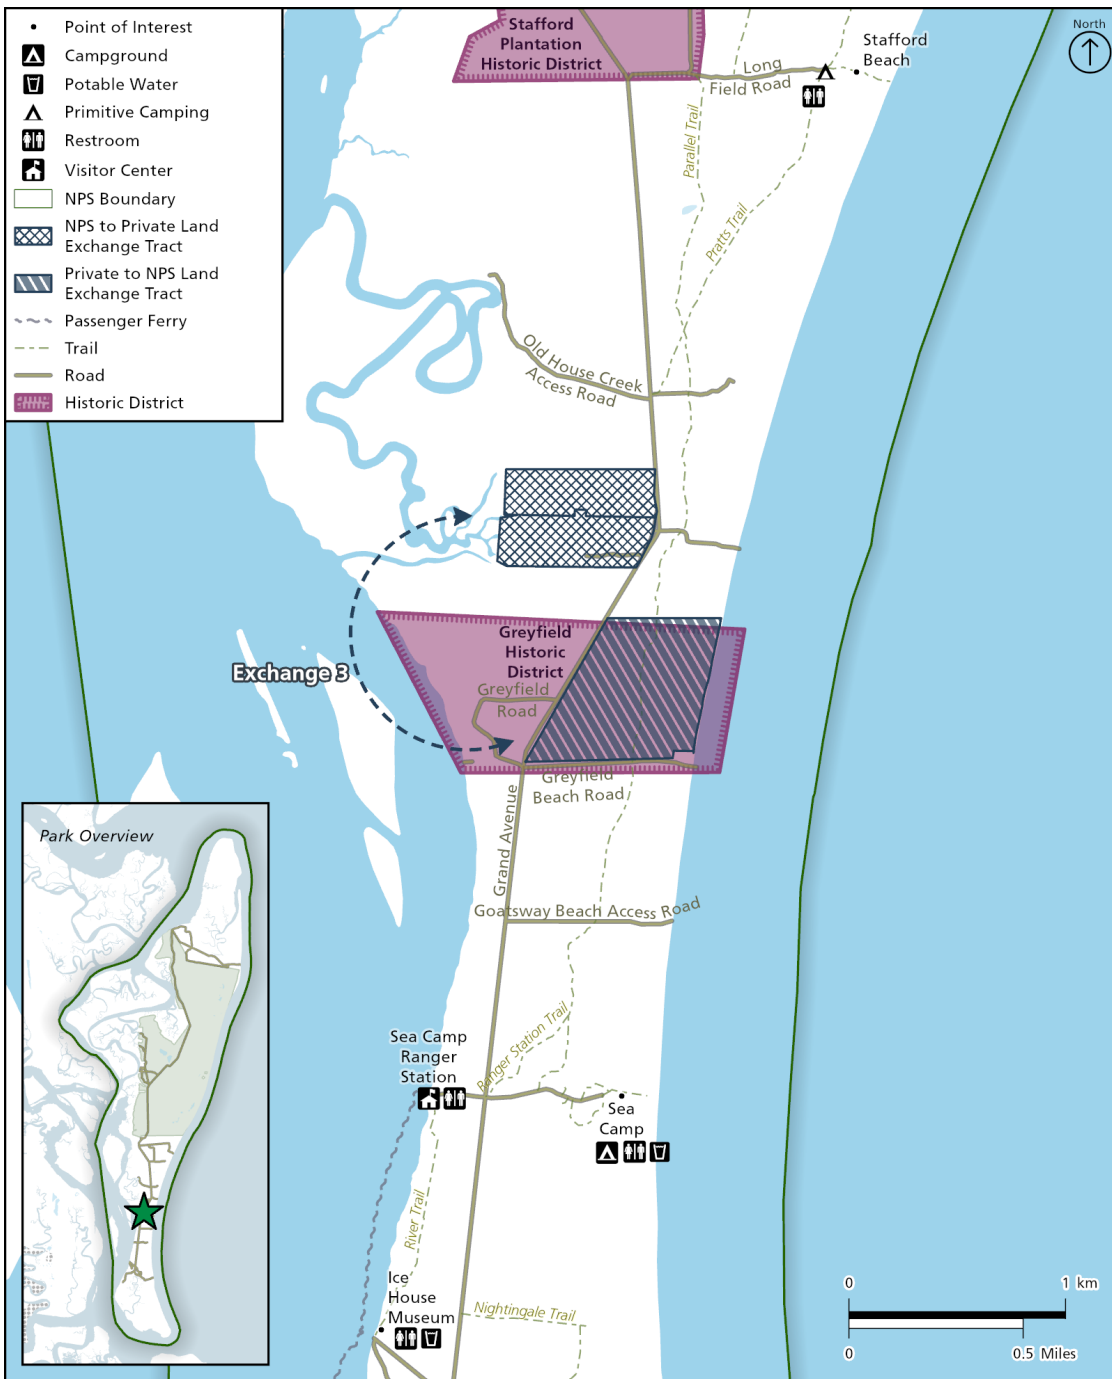 Point of Interest
Campground
Potable Water
Primitive Camping
Restroom
Visitor Center
NPS Boundary
NPS to Private Land
Exchange Tract
Private to NPS Land
Exchange Tract
Passenger Ferry
Trail
Road
Historic District
Stafford
Plantation
Historic District
Long
Field Road
Stafford
Beach
North
Parallel Trail
Pratts Trail
Old House Creek
Access Road
Exchange 3
Greyfield
Historic
District
Greyfield
Road
Greyfield
Beach Road
Grand Avenue
Goatsway Beach Access Road
Ranger Station Trail
Sea Camp
Ranger
Station
Sea
Camp
River Trail
Ice
House
Museum
Nightingale Trail
Park Overview
0
1 km
0
0.5 Miles